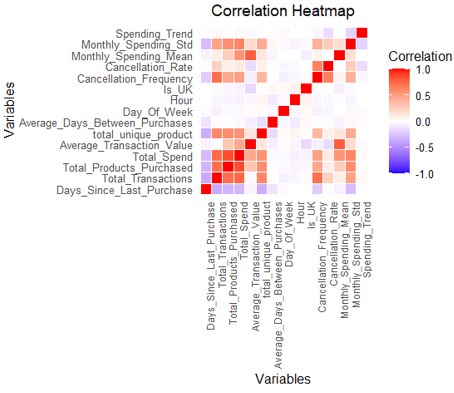 Correlation Heatmap
Spending_Trend
Monthly_Spending_Std
Monthly_Spending_Mean
Cancellation_Rate
Cancellation_Frequency
Is_UK
Hour
Day_Of_Week
Average_Days_Between_Purchases
total_unique_product
Average_Transaction_Value
Total_Spend
Total_Products_Purchased
Total_Transactions
Days_Since_Last_Purchase
Variables
Days_Since_Last_Purchase
Total_Transactions
Total_Products_Purchased
Total_Spend
Average_Transaction_Value
total_unique_product
Average_Days_Between_Purchases
Day_Of_Week
Hour
Is_UK
Cancellation_Frequency
Cancellation_Rate
Monthly_Spending_Mean
Monthly_Spending_Std
Spending_Trend
Variables
Correlation
1.0
0.5
0.0
-0.5
-1.0